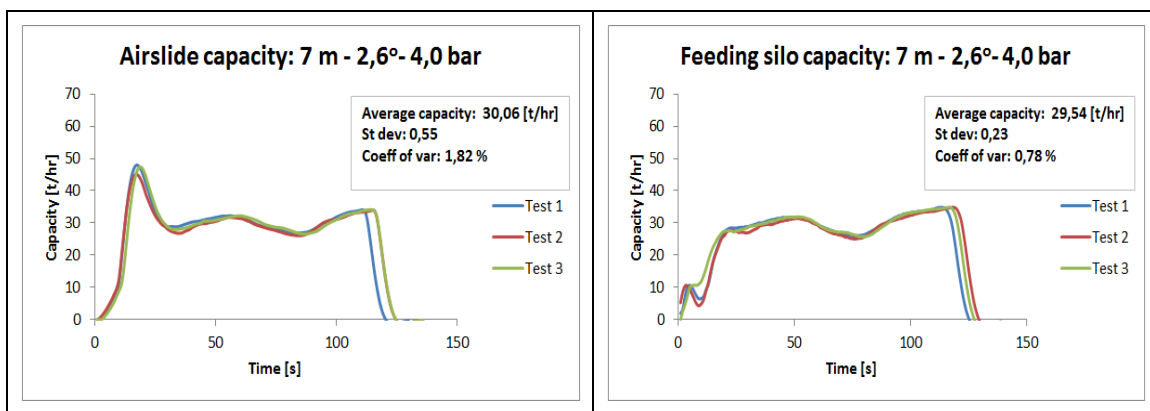 Airslide capacity: 7 m - 2,6º- 4,0 bar
70
60
50
40
30
20
10
0
Capacity [t/hr]
0 50 100 150
Time [s]
Average capacity: 30,06 [t/hr]
St dev: 0,55
Coeff of var: 1,82 %
Test 1
Test 2
Test 3
Feeding silo capacity: 7 m - 2,6º- 4,0 bar
70
60
50
40
30
20
10
0
Capacity [t/hr]
0 50 100 150
Time [s]
Average capacity: 29,54 [t/hr]
St dev: 0,23
Coeff of var: 0,78 %
Test 1
Test 2
Test 3